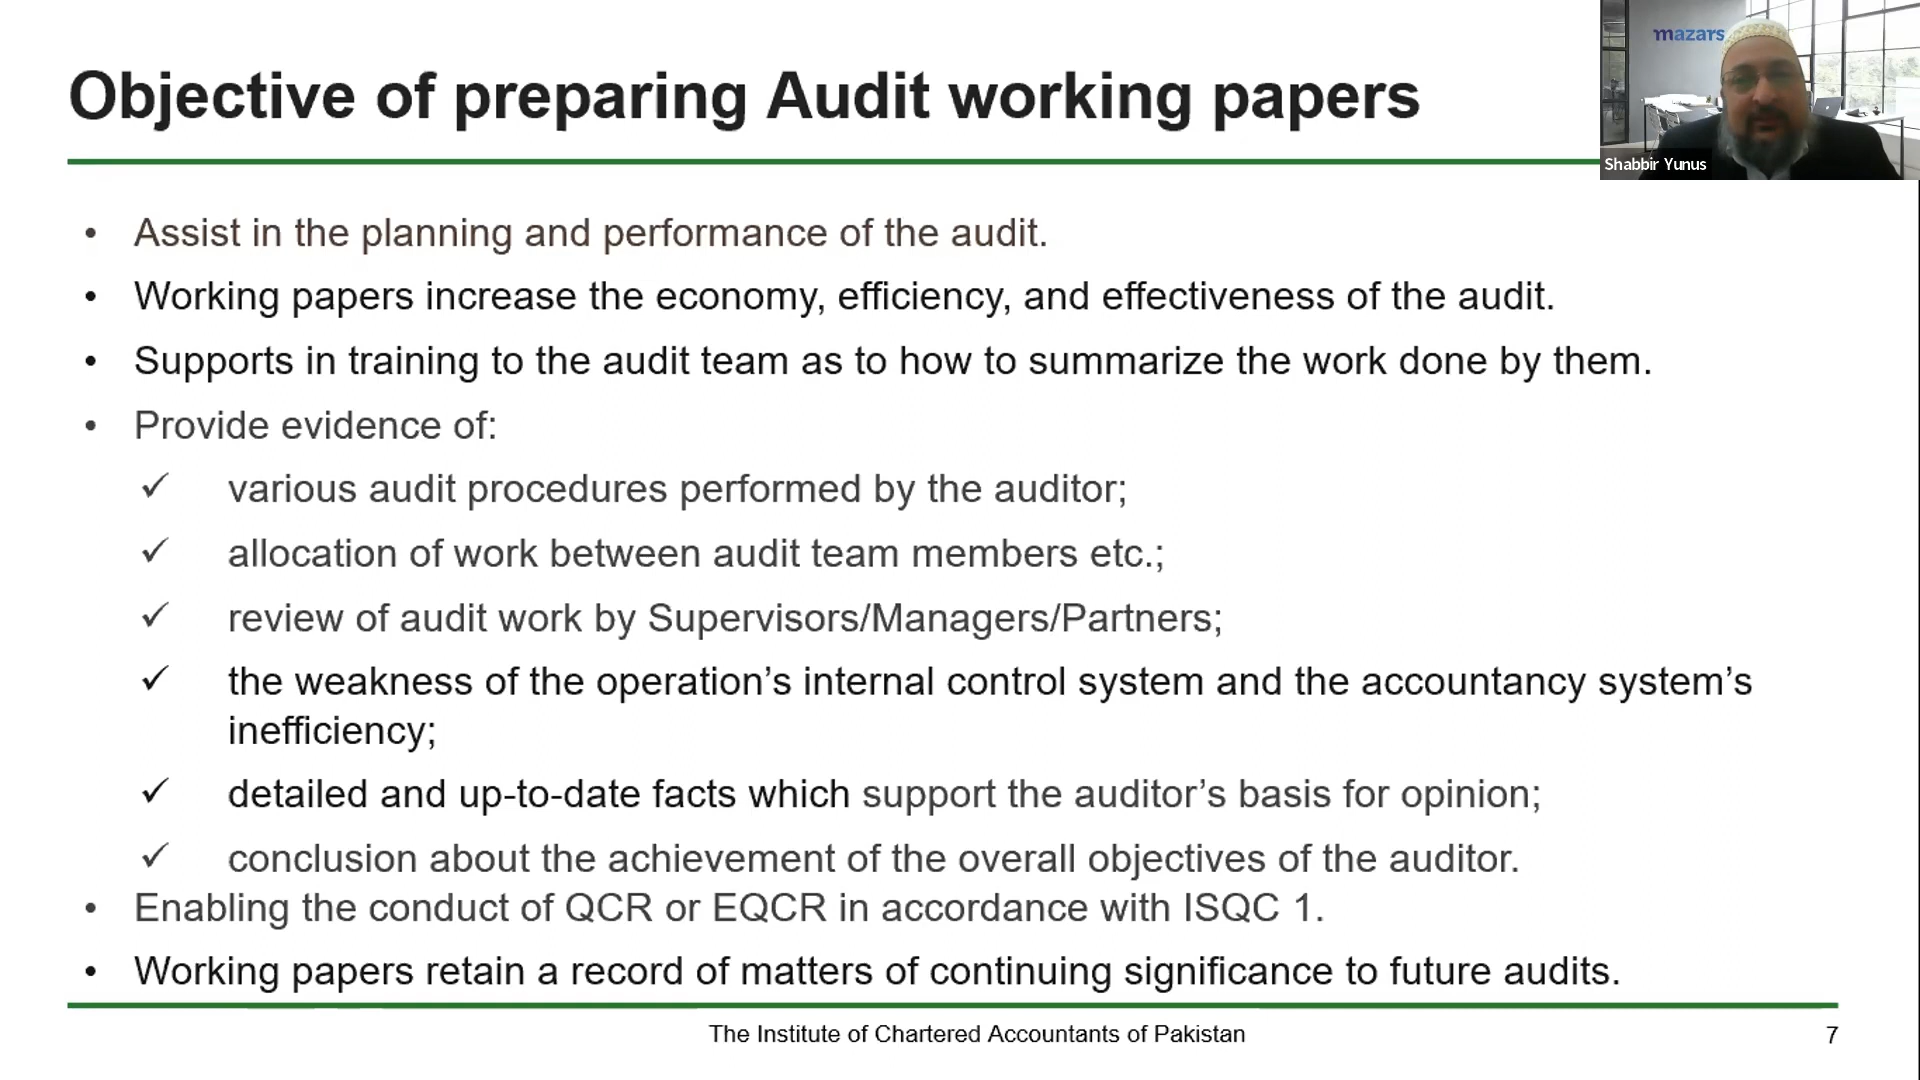 Objective of preparing Audit working papers
mazars
Shabbir Yunus
• Assist in the planning and performance of the audit.
• Working papers increase the economy, efficiency, and effectiveness of the audit.
• Supports in training to the audit team as to how to summarize the work done by them.
• Provide evidence of:
✓ various audit procedures performed by the auditor;
✓ allocation of work between audit team members etc.;
✓ review of audit work by Supervisors/Managers/Partners;
✓ the weakness of the operation’s internal control system and the accountancy system’s
inefficiency;
✓ detailed and up-to-date facts which support the auditor’s basis for opinion;
✓ conclusion about the achievement of the overall objectives of the auditor.
• Enabling the conduct of QCR or EQCR in accordance with ISQC 1.
• Working papers retain a record of matters of continuing significance to future audits.
The Institute of Chartered Accountants of Pakistan
7